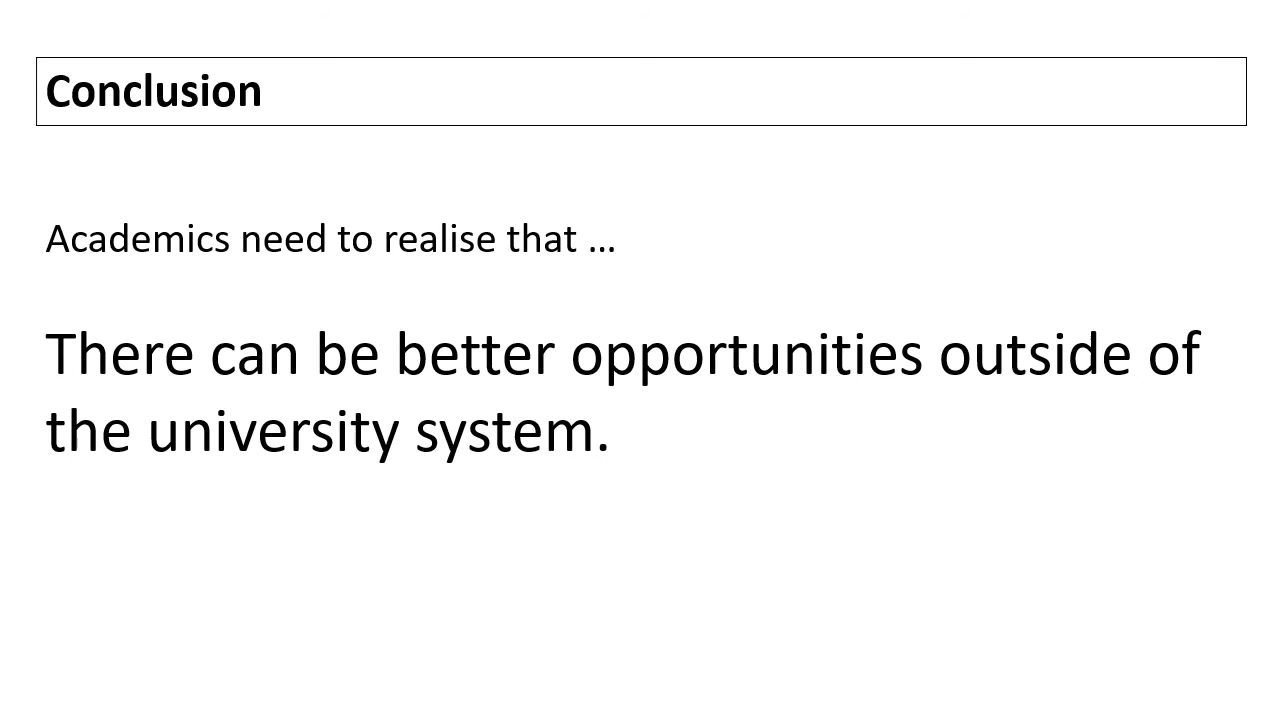 Conclusion
Academics need to realise that …
There can be better opportunities outside of
the university system.